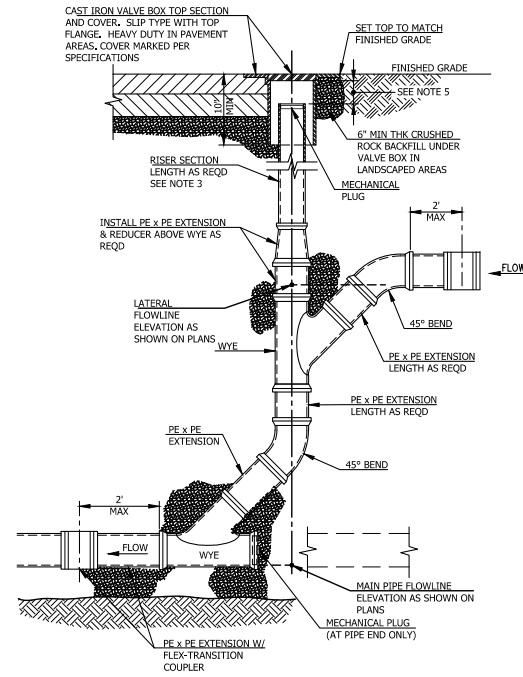 CAST IRON VALVE BOX TOP SECTION
AND COVER. SLIP TYPE WITH TOP
FLANGE. HEAVY DUTY IN PAVEMENT
AREAS. COVER MARKED PER
SPECIFICATIONS
SET TOP TO MATCH
FINISHED GRADE
FINISHED GRADE
SEE NOTE 5
10"
MIN
6" MIN THK CRUSHED
ROCK BACKFILL UNDER
VALVE BOX IN
LANDSCAPED AREAS
RISER SECTION
LENGTH AS REQD
SEE NOTE 3
MECHANICAL
PLUG
INSTALL PE x PE EXTENSION
& REDUCER ABOVE WYE AS
REQD
2'
MAX
FLOW
LATERAL
FLOWLINE
ELEVATION AS
SHOWN ON PLANS
45° BEND
WYE
PE x PE EXTENSION
LENGTH AS REQD
PE x PE EXTENSION
LENGTH AS REQD
PE x PE
EXTENSION
45° BEND
2'
MAX
FLOW
WYE
MAIN PIPE FLOWLINE
ELEVATION AS SHOWN ON
PLANS
MECHANICAL PLUG
(AT PIPE END ONLY)
PE x PE EXTENSION W/
FLEX-TRANSITION
COUPLER